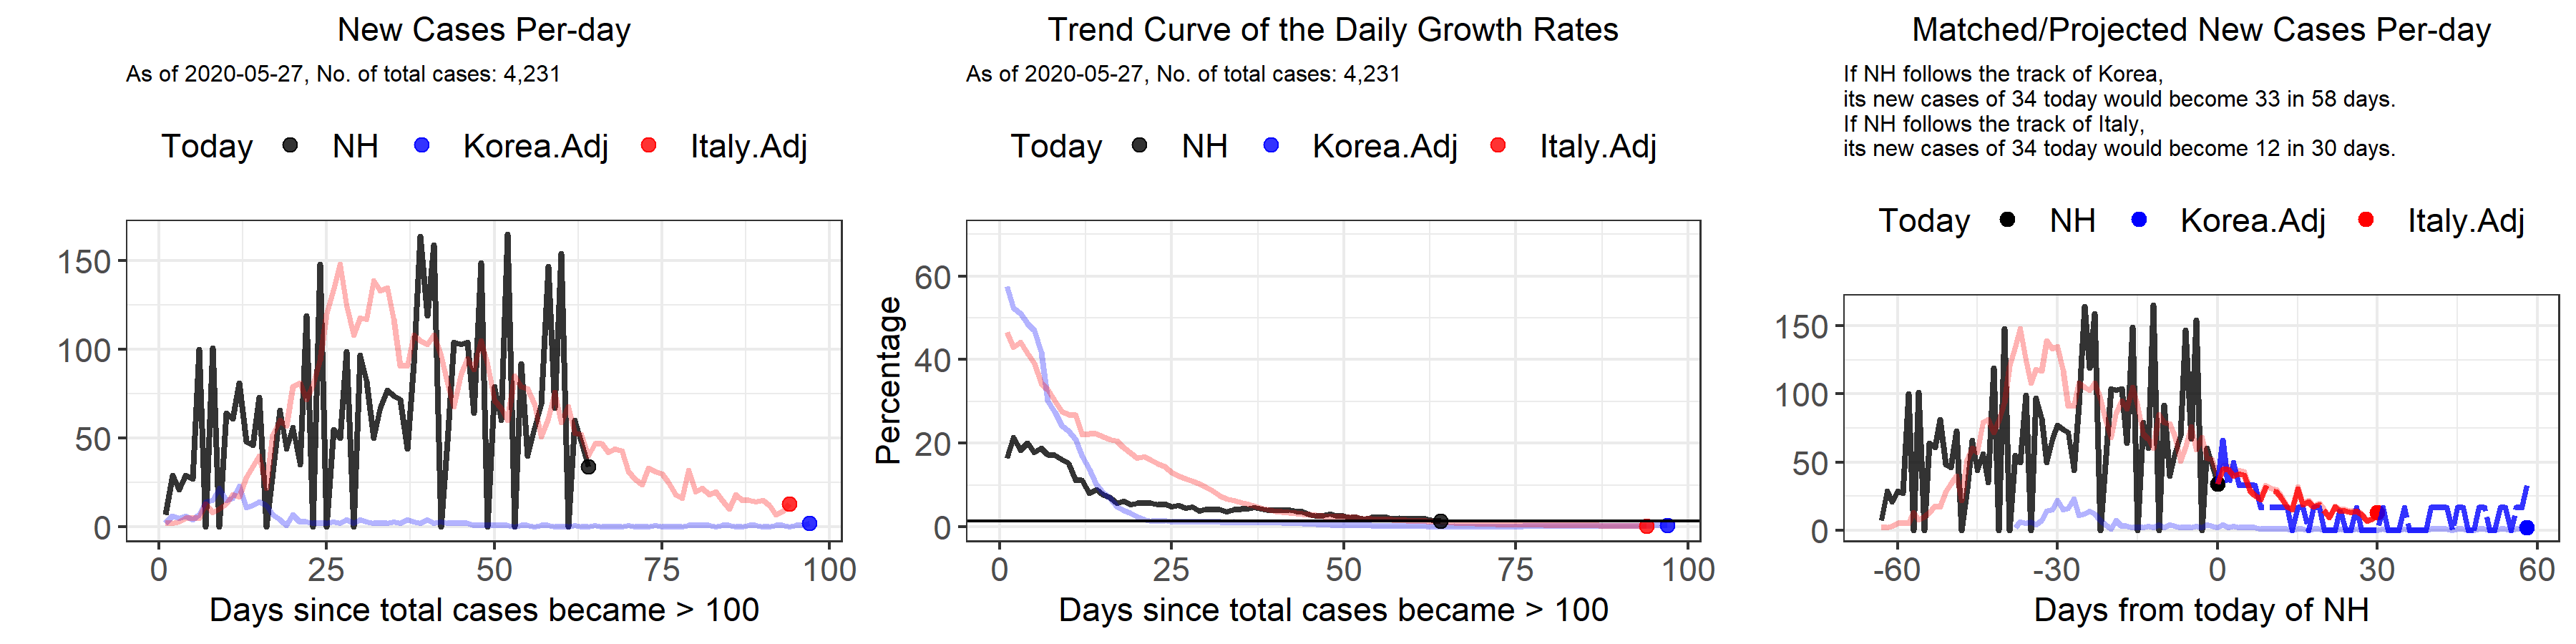 New Cases Per-day
As of 2020-05-27, No. of total cases: 4,231
Today NH Korea.Adj Italy.Adj
150
100
50
0
0 25 50 75 100
Days since total cases became > 100
Trend Curve of the Daily Growth Rates
As of 2020-05-27, No. of total cases: 4,231
Today NH Korea.Adj Italy.Adj
Percentage
60
40
20
0
0 25 50 75 100
Days since total cases became > 100
Matched/Projected New Cases Per-day
If NH follows the track of Korea,
its new cases of 34 today would become 33 in 58 days.
If NH follows the track of Italy,
its new cases of 34 today would become 12 in 30 days.
Today NH Korea.Adj Italy.Adj
150
100
50
0
-60 -30 0 30 60
Days from today of NH